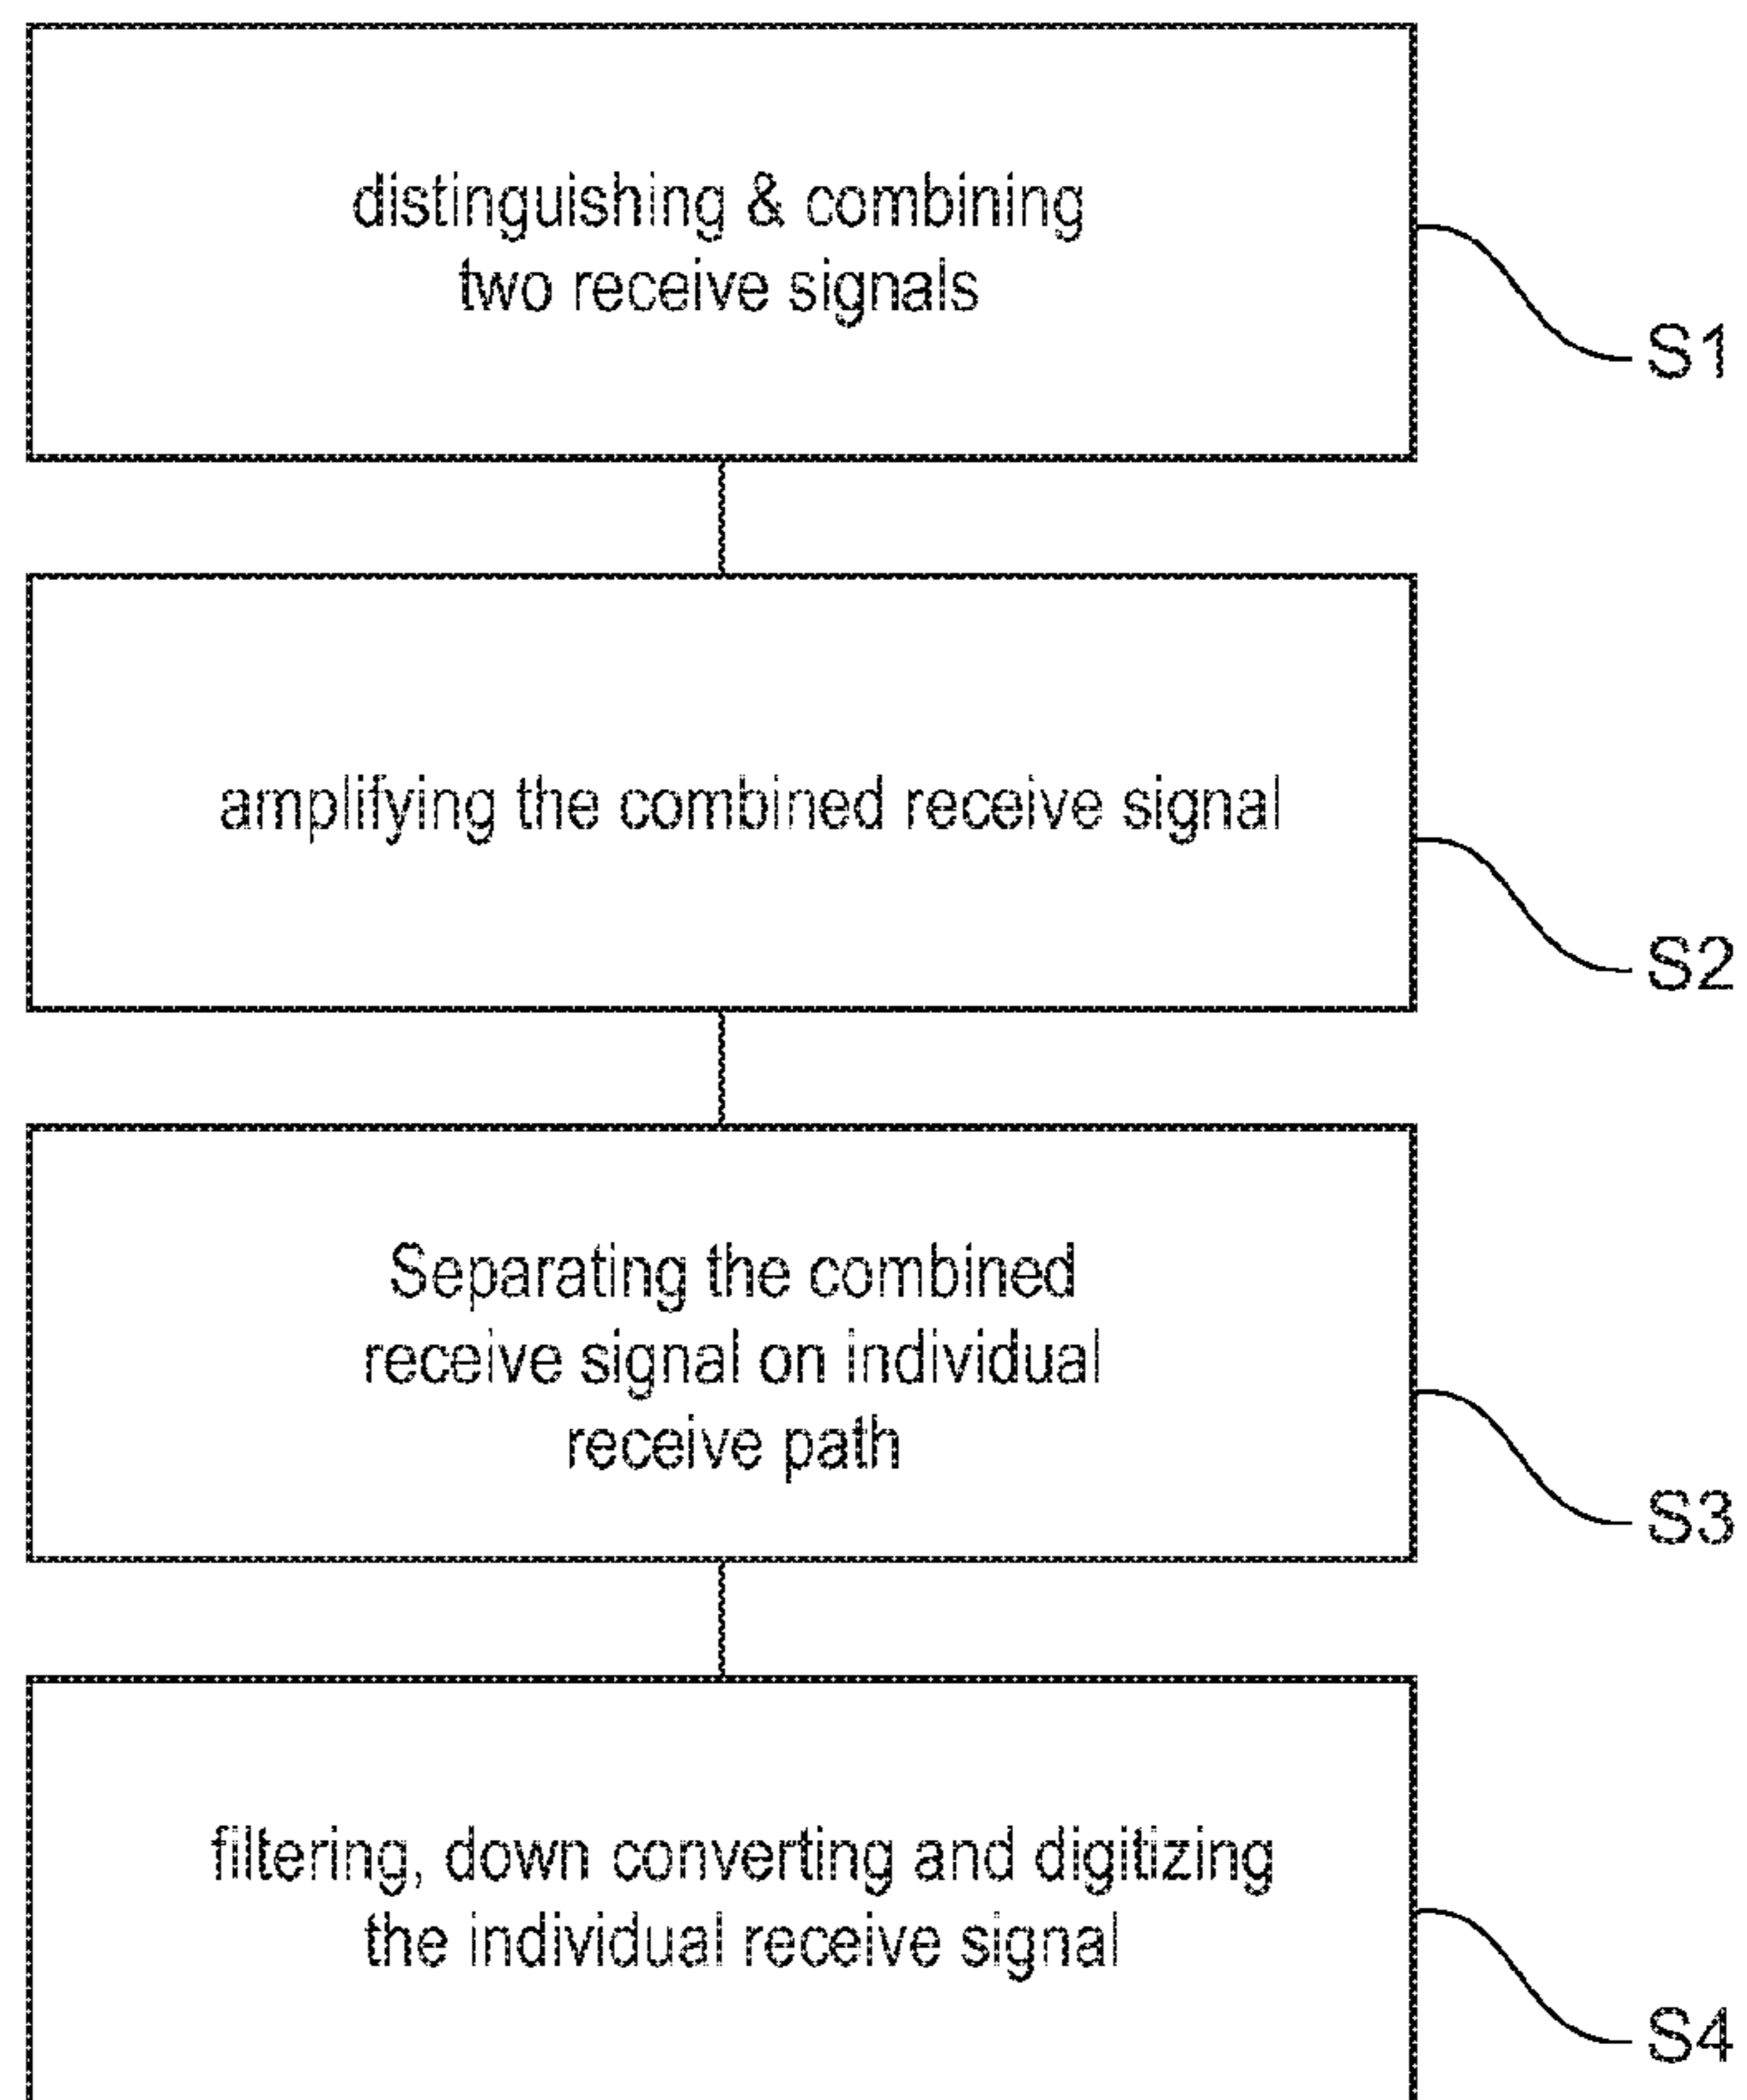 distinguishing & combining
two receive signals
S1
amplifying the combined receive signal
S2
Separating the combined
receive signal on individual
receive path
S3
filtering, down converting and digitizing
the individual receive signal
S4